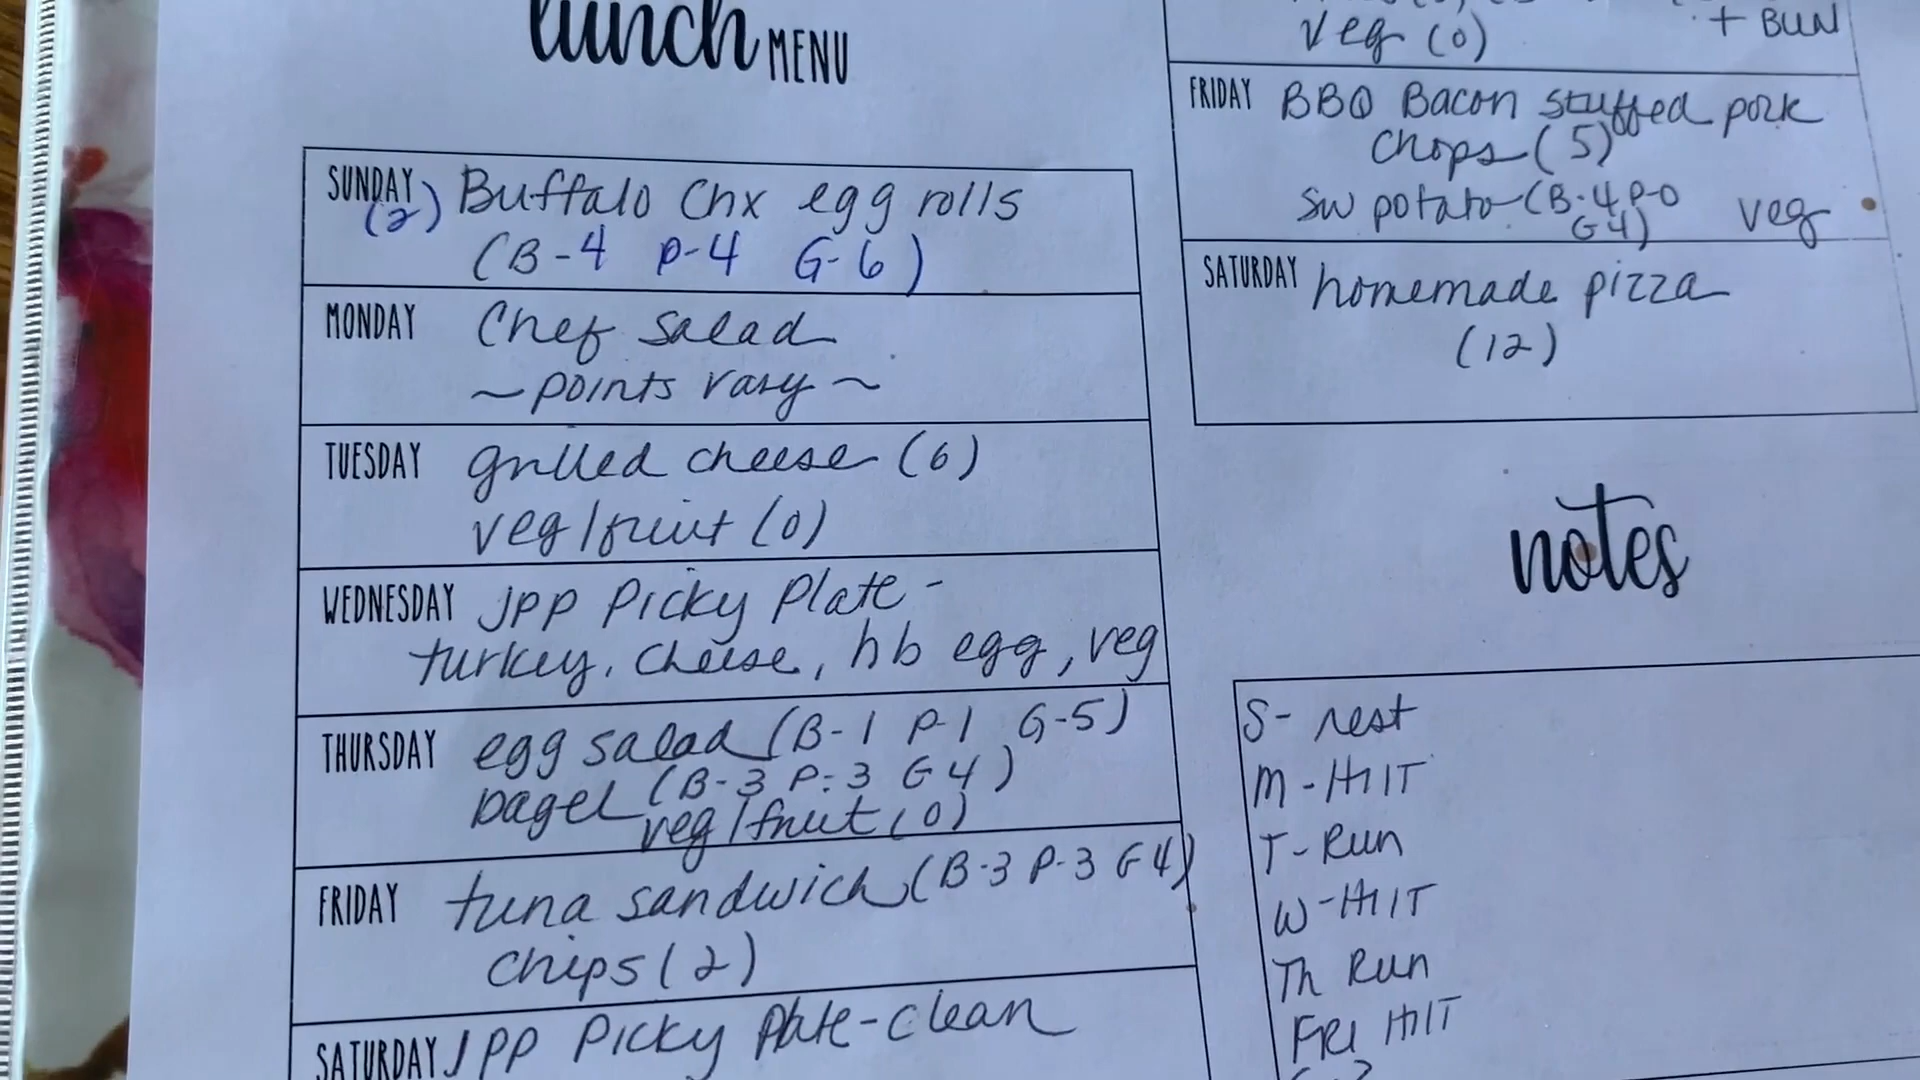 lunch MENU
SUNDAY (2) Buffalo Chx egg rolls
(B-4 P-4 G-6)
MONDAY Chef Salad
~points vary~
TUESDAY grilled cheese (6)
veg/fruit (0)
WEDNESDAY JPP Picky Plate -
turkey, cheese, hb egg, veg
THURSDAY egg salad (B-1 P-1 G-5)
bagel (B-3 P-3 G4)
veg/fruit (0)
FRIDAY tuna sandwich (B-3 P-3 G4)
chips (2)
SATURDAY JPP Picky Plate-clean
veg (0) + BUN
FRIDAY BBQ Bacon stuffed pork
chops (5)
sw potato (B-4 P-0
G4) veg
SATURDAY homemade pizza
(12)
notes
S- rest
M-HIIT
T-Run
W-HIIT
Th Run
FRI HIIT